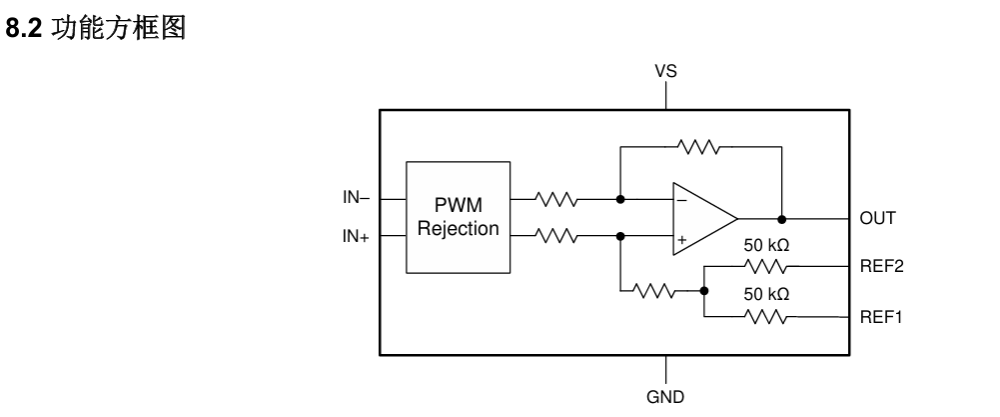 8.2 功能方框图
VS
IN–
PWM
Rejection
IN+
–
+
OUT
50 kΩ
REF2
50 kΩ
REF1
GND